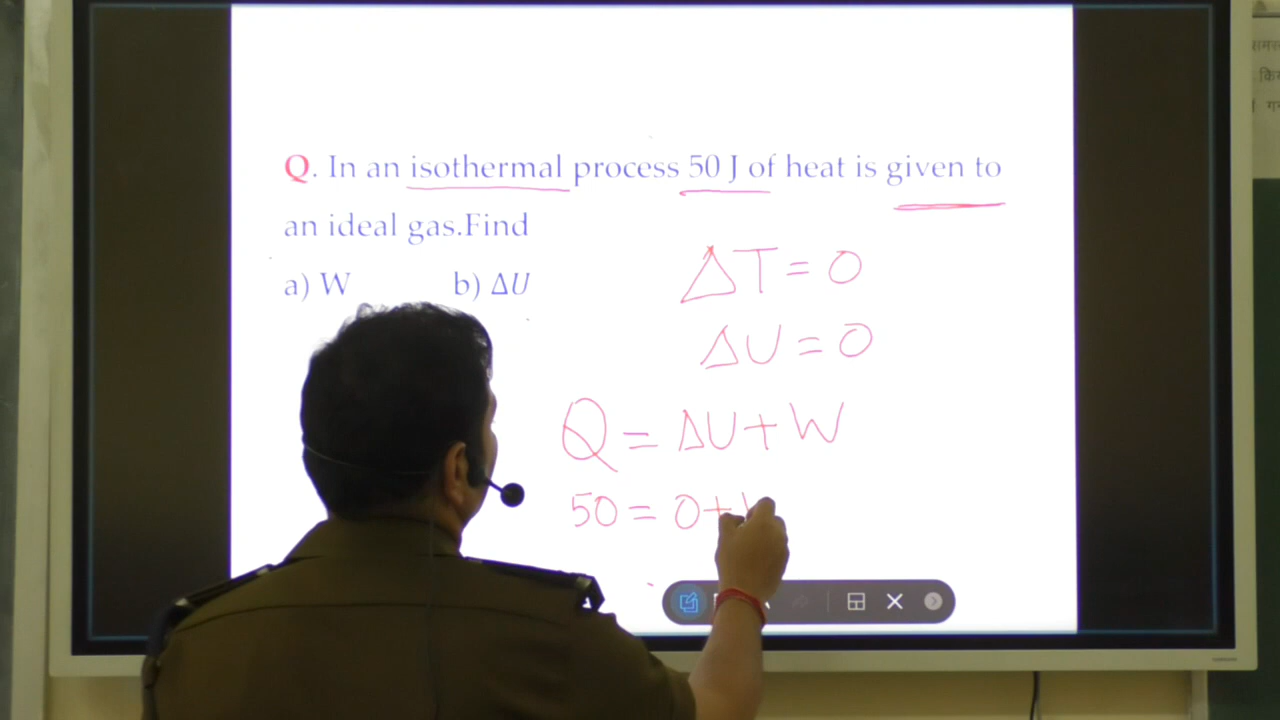 Q. In an isothermal process 50 J of heat is given to
an ideal gas.Find
a) W b) ΔU
ΔT = 0
ΔU = 0
Q = ΔU + W
50 = 0 +